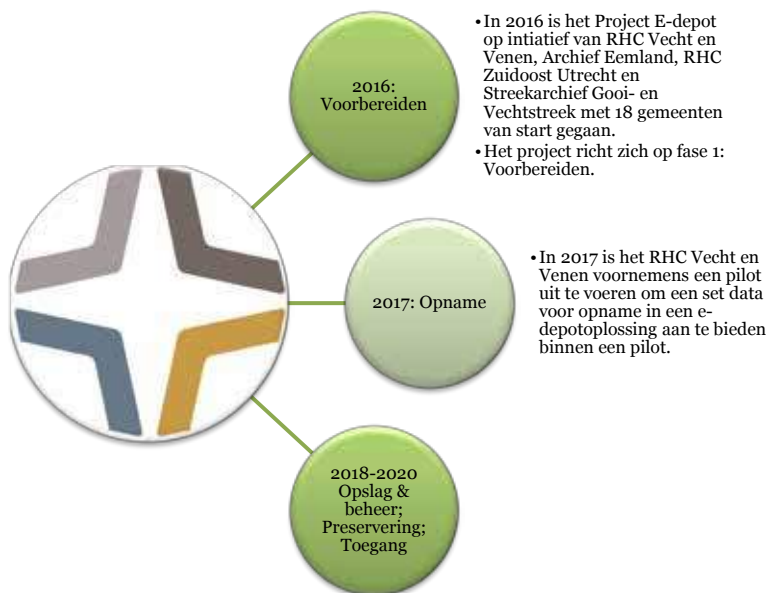 2016:
Voorbereiden
•In 2016 is het Project E-depot
op intiatief van RHC Vecht en
Venen, Archief Eemland, RHC
Zuidoost Utrecht en
Streekarchief Gooi- en
Vechtstreek met 18 gemeenten
van start gegaan.
•Het project richt zich op fase 1:
Voorbereiden.
2017: Opname
•In 2017 is het RHC Vecht en
Venen voornemens een pilot
uit te voeren om een set data
voor opname in een e-
depotoplossing aan te bieden
binnen een pilot.
2018-2020
Opslag &
beheer;
Preservering;
Toegang